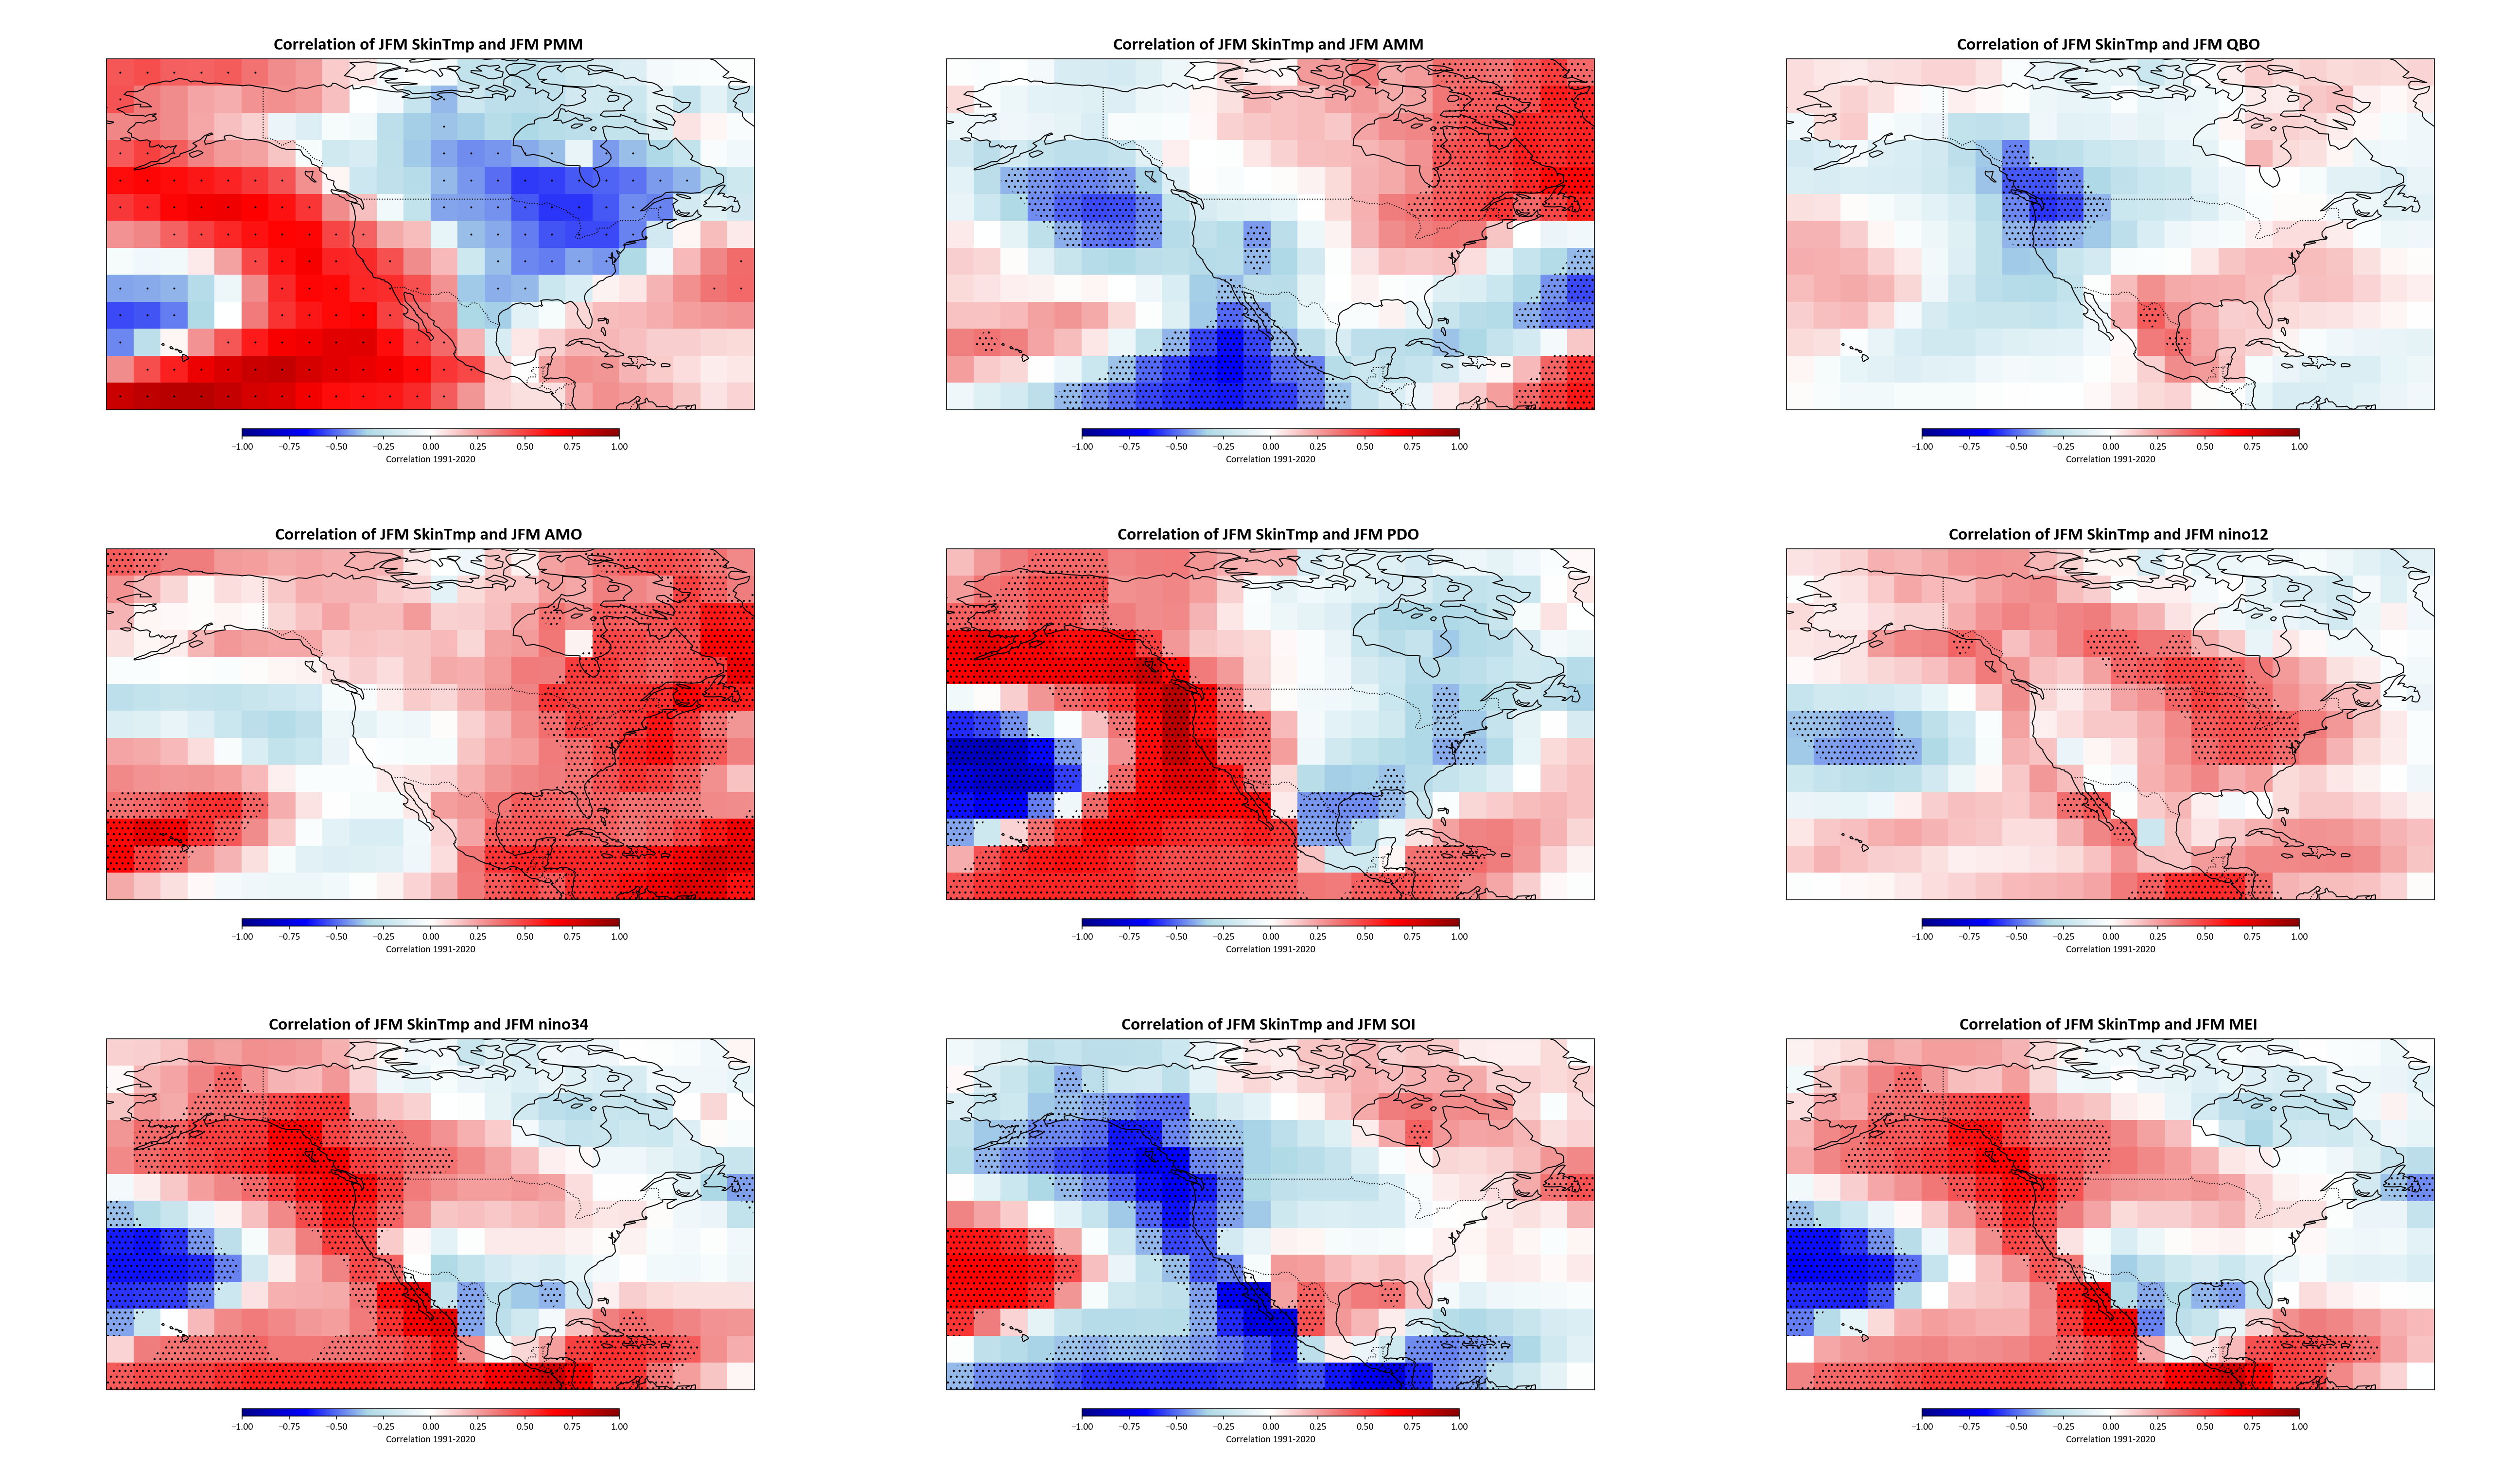 Correlation of JFM SkinTmp and JFM PMM
−1.00 −0.75 −0.50 −0.25 0.00 0.25 0.50 0.75 1.00
Correlation 1991-2020
Correlation of JFM SkinTmp and JFM AMM
−1.00 −0.75 −0.50 −0.25 0.00 0.25 0.50 0.75 1.00
Correlation 1991-2020
Correlation of JFM SkinTmp and JFM QBO
−1.00 −0.75 −0.50 −0.25 0.00 0.25 0.50 0.75 1.00
Correlation 1991-2020
Correlation of JFM SkinTmp and JFM AMO
−1.00 −0.75 −0.50 −0.25 0.00 0.25 0.50 0.75 1.00
Correlation 1991-2020
Correlation of JFM SkinTmp and JFM PDO
−1.00 −0.75 −0.50 −0.25 0.00 0.25 0.50 0.75 1.00
Correlation 1991-2020
Correlation of JFM SkinTmp and JFM nino12
−1.00 −0.75 −0.50 −0.25 0.00 0.25 0.50 0.75 1.00
Correlation 1991-2020
Correlation of JFM SkinTmp and JFM nino34
−1.00 −0.75 −0.50 −0.25 0.00 0.25 0.50 0.75 1.00
Correlation 1991-2020
Correlation of JFM SkinTmp and JFM SOI
−1.00 −0.75 −0.50 −0.25 0.00 0.25 0.50 0.75 1.00
Correlation 1991-2020
Correlation of JFM SkinTmp and JFM MEI
−1.00 −0.75 −0.50 −0.25 0.00 0.25 0.50 0.75 1.00
Correlation 1991-2020